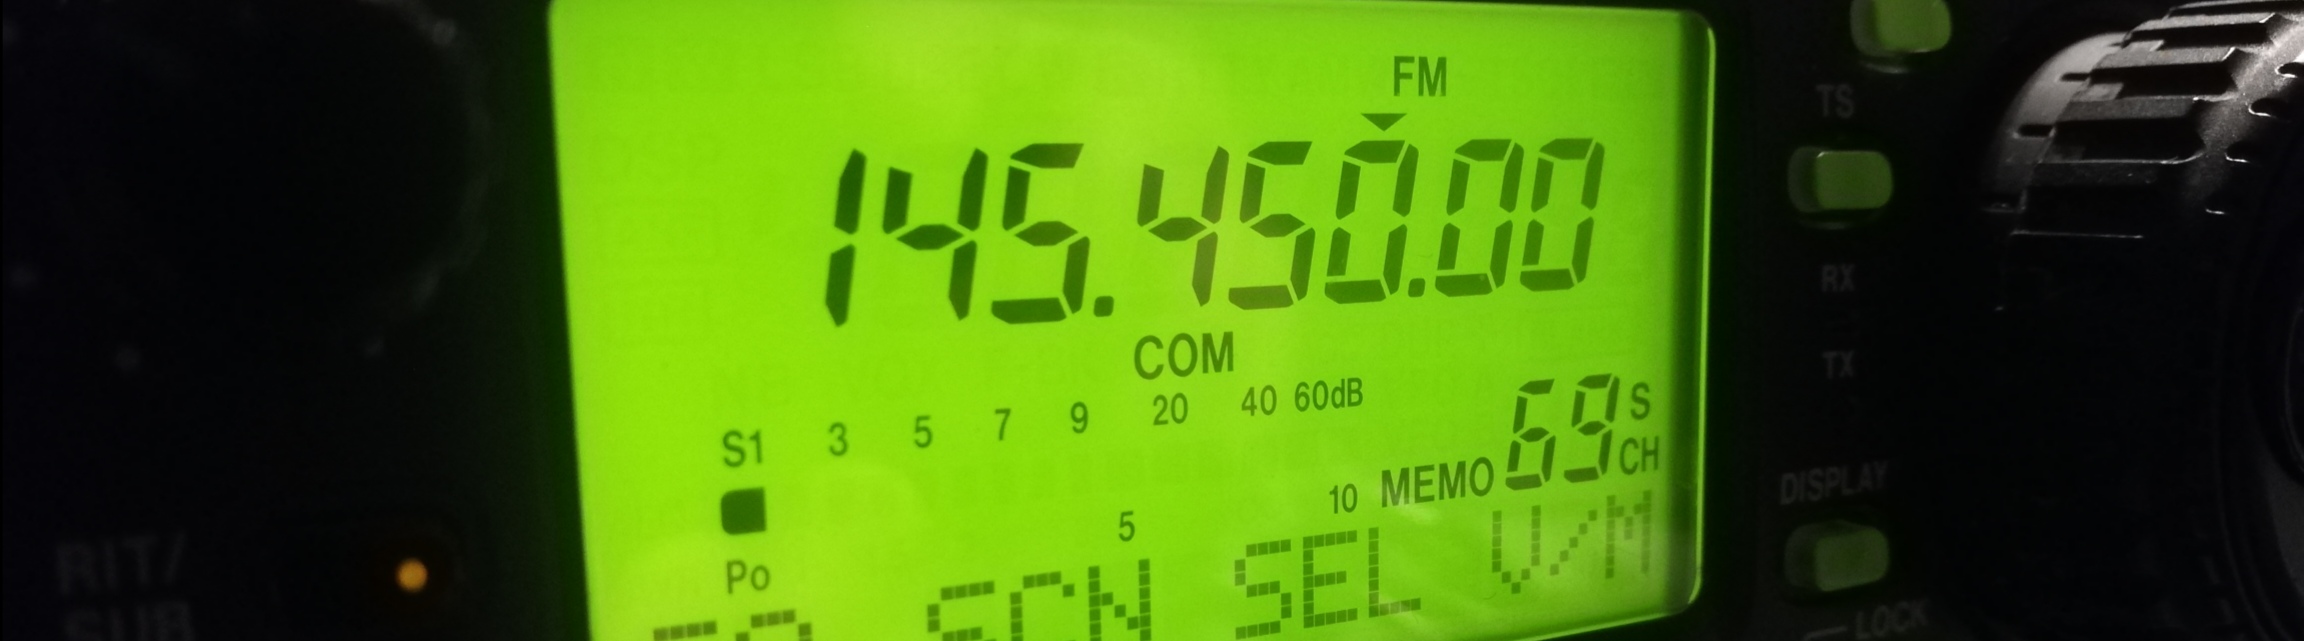 FM
TS
145.450.00
RX
COM
TX
S1 3 5 7 9 20 40 60dB
69 S
CH
MEMO
DISPLAY
5 10
Po
SCN SEL V/M
RIT/
SUB
LOCK